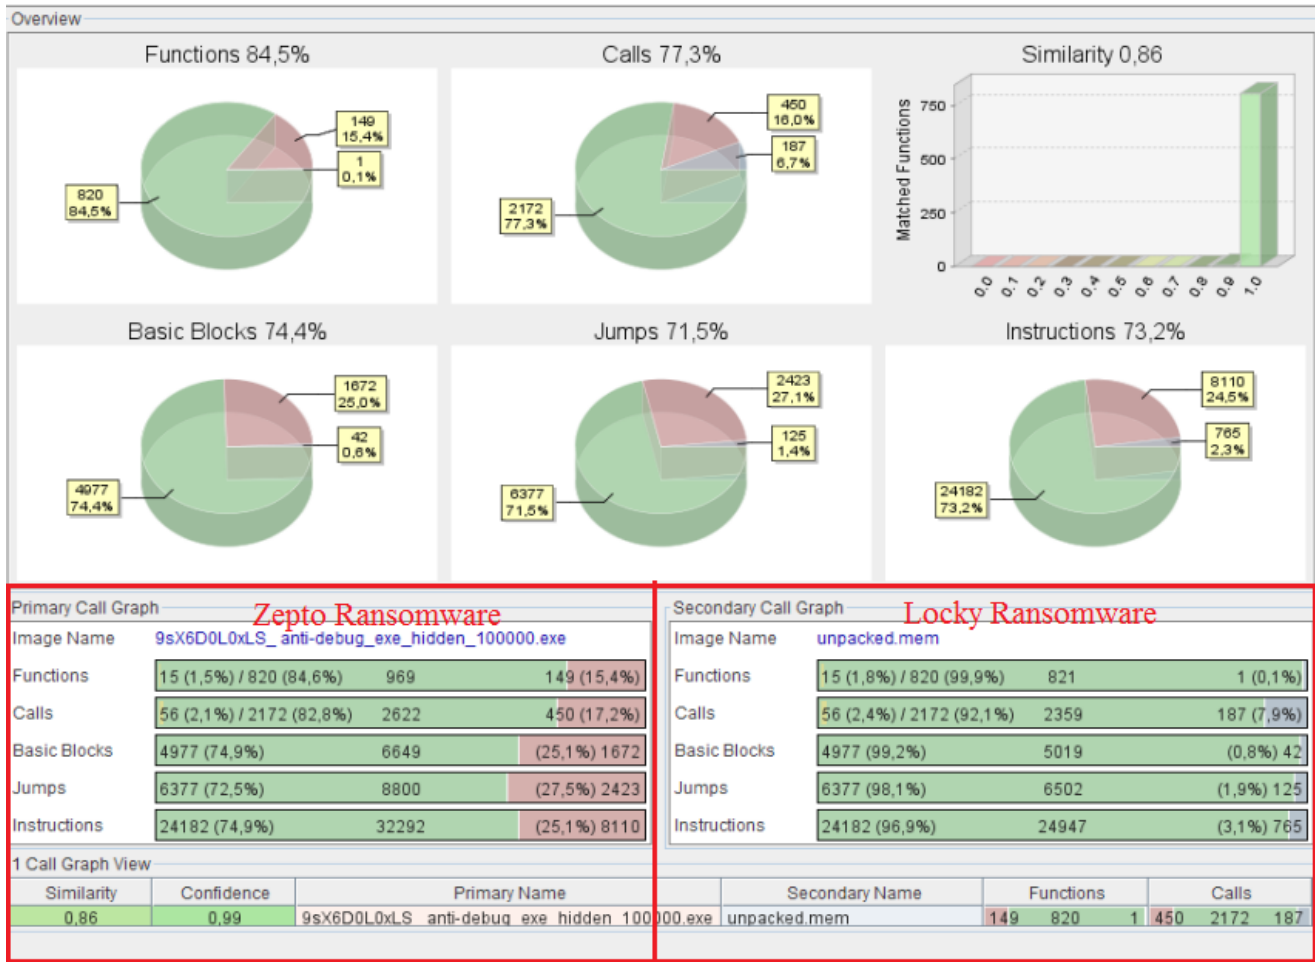 Overview
Functions 84,5%
149
15,4%
1
0,1%
820
84,5%
Calls 77,3%
450
16,0%
187
6,7%
2172
77,3%
Similarity 0,86
Matched Functions
750
500
250
0
0.0 0.1 0.2 0.3 0.4 0.5 0.6 0.7 0.8 0.9 1.0
Basic Blocks 74,4%
1672
25,0%
42
0,6%
4977
74,4%
Jumps 71,5%
2423
27,1%
125
1,4%
6377
71,5%
Instructions 73,2%
8110
24,5%
765
2,3%
24182
73,2%
Primary Call Graph
Zepto Ransomware
Image Name 9sX6D0L0xLS_ anti-debug_exe_hidden_100000.exe
Functions 15 (1,5%) / 820 (84,6%) 969 149 (15,4%)
Calls 56 (2,1%) / 2172 (82,8%) 2622 450 (17,2%)
Basic Blocks 4977 (74,9%) 6649 (25,1%) 1672
Jumps 6377 (72,5%) 8800 (27,5%) 2423
Instructions 24182 (74,9%) 32292 (25,1%) 8110
Secondary Call Graph
Locky Ransomware
Image Name unpacked.mem
Functions 15 (1,8%) / 820 (99,9%) 821 1 (0,1%)
Calls 56 (2,4%) / 2172 (92,1%) 2359 187 (7,9%)
Basic Blocks 4977 (99,2%) 5019 (0,8%) 42
Jumps 6377 (98,1%) 6502 (1,9%) 125
Instructions 24182 (96,9%) 24947 (3,1%) 765
1 Call Graph View
Similarity Confidence Primary Name Secondary Name Functions Calls
0,86 0,99 9sX6D0L0xLS_ anti-debug_exe_hidden_100000.exe unpacked.mem 149 820 1 450 2172 187